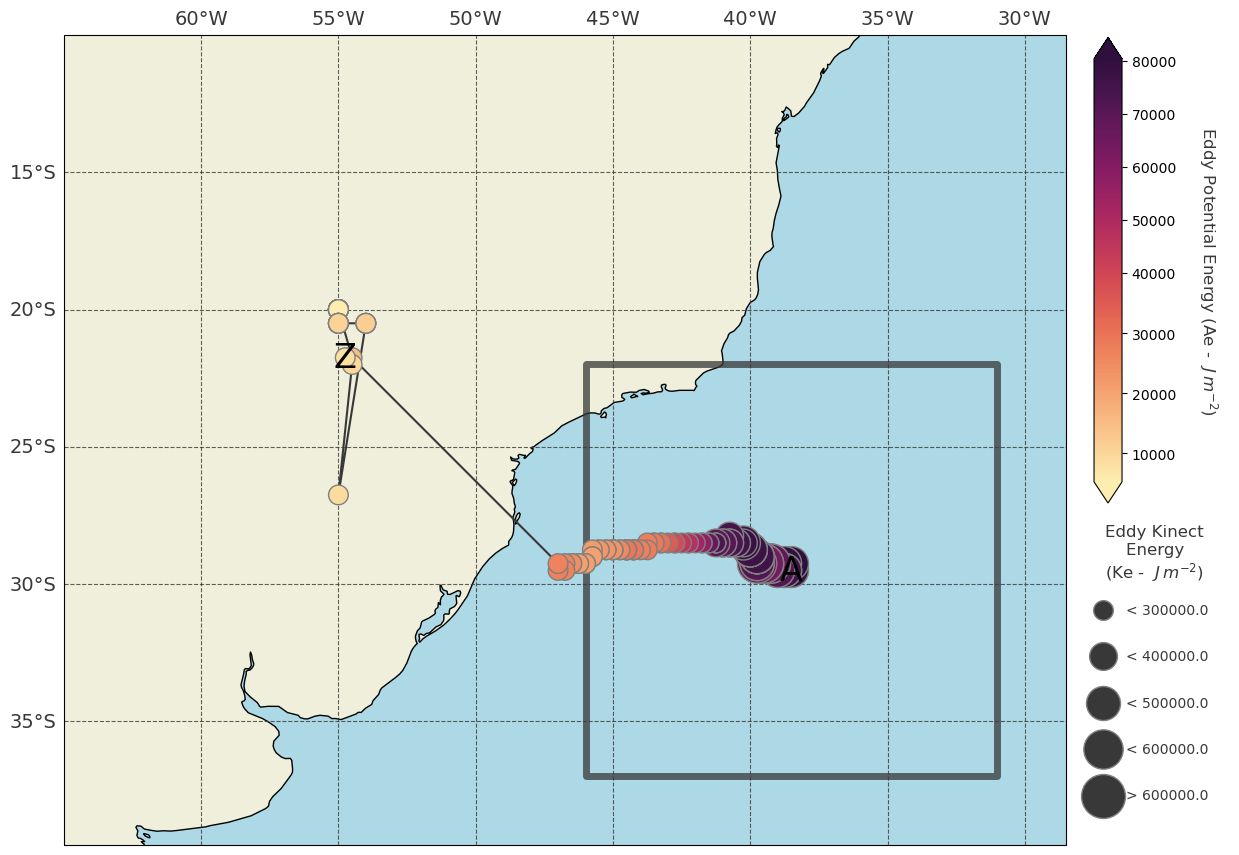 60°W 55°W 50°W 45°W 40°W 35°W 30°W
15°S
20°S
25°S
30°S
35°S
Z
A
80000
70000
60000
50000
40000
30000
20000
10000
Eddy Potential Energy (Ae - J m⁻²)
Eddy Kinect
Energy
(Ke - J m⁻²)
< 300000.0
< 400000.0
< 500000.0
< 600000.0
> 600000.0